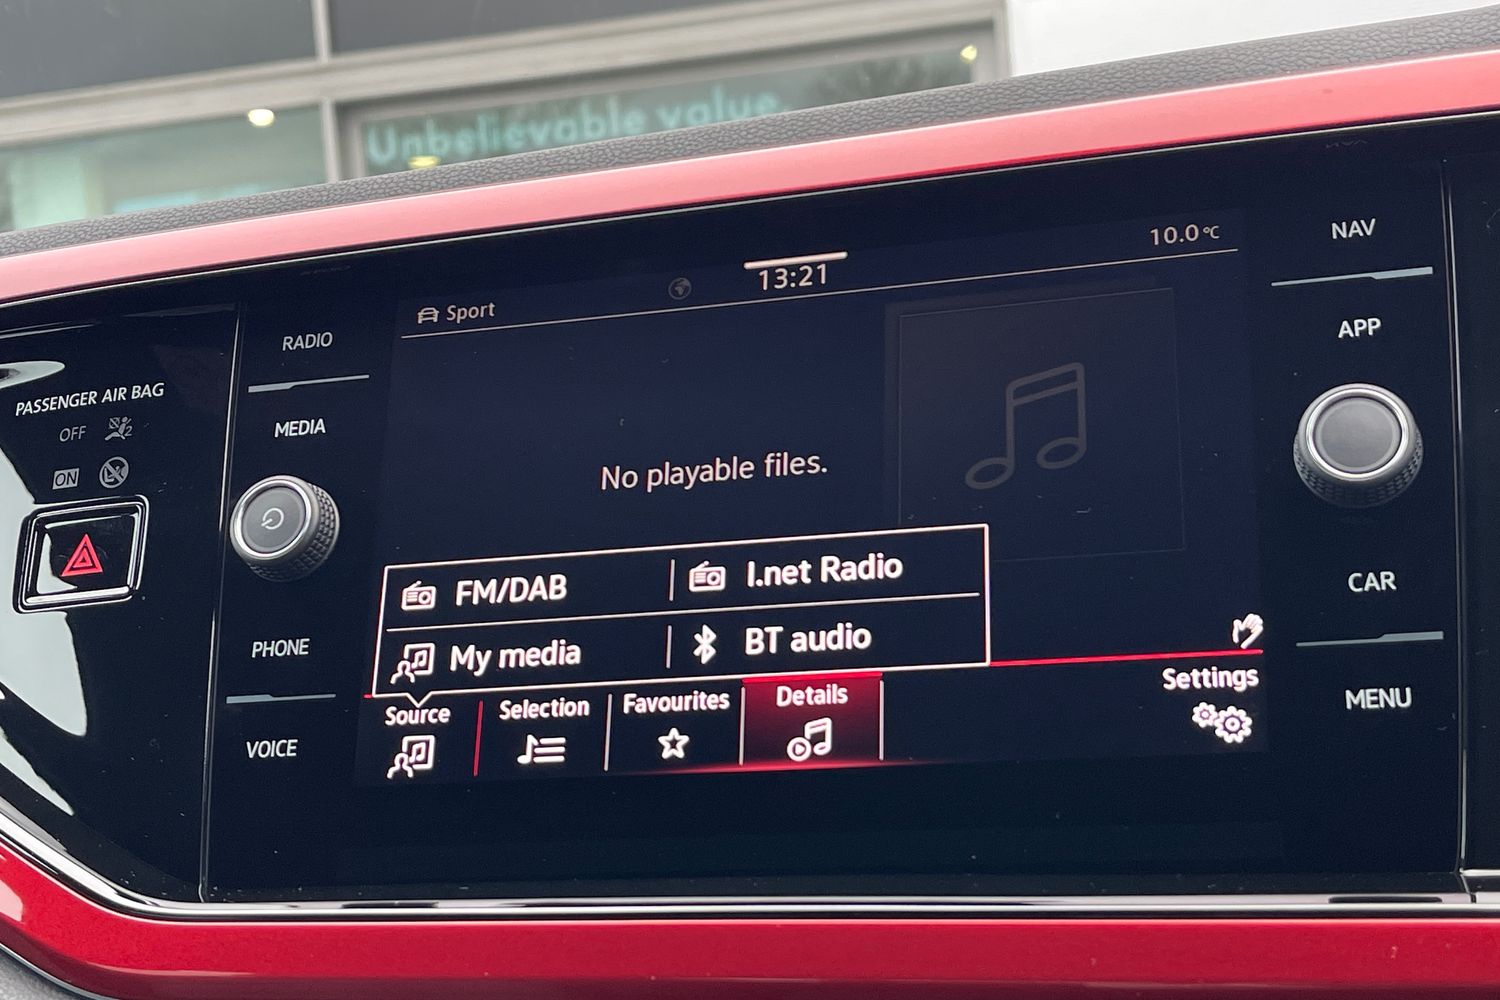 Unbelievable value.
NAV
10.0°C
13:21
Sport
RADIO
APP
PASSENGER AIR BAG
OFF
ON
MEDIA
No playable files.
FM/DAB
I.net Radio
My media
BT audio
CAR
PHONE
Source
Selection
Favourites
Details
Settings
MENU
VOICE